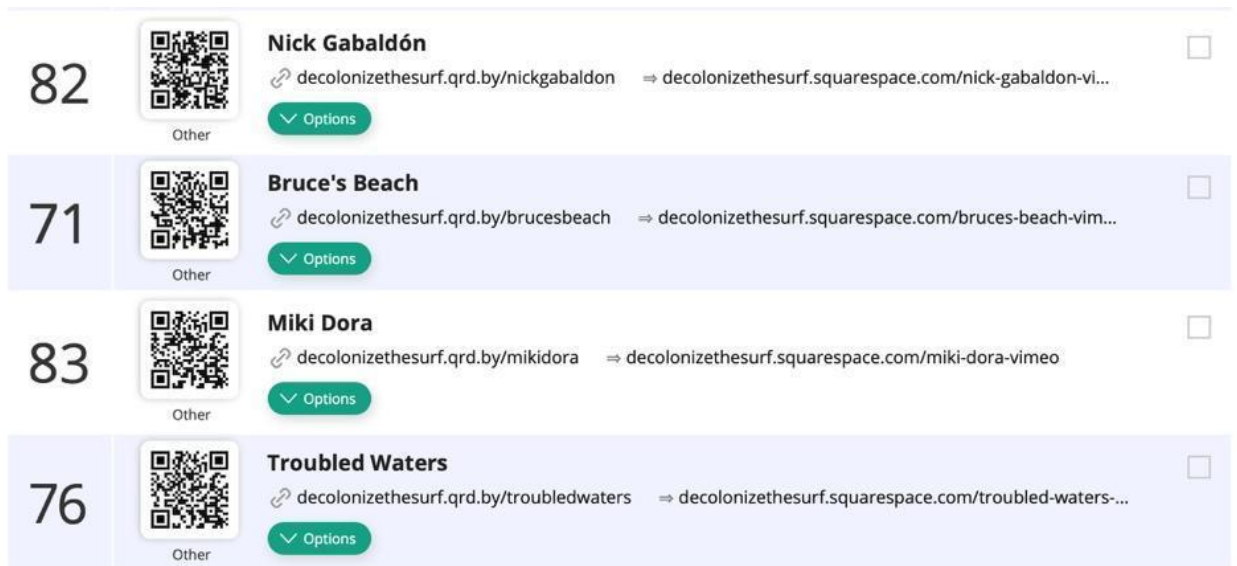 82
Nick Gabaldón
decolonizethesurf.qrd.by/nickgabaldon ⇒ decolonizethesurf.squarespace.com/nick-gabaldon-vi...
Options
Other
71
Bruce's Beach
decolonizethesurf.qrd.by/brucesbeach ⇒ decolonizethesurf.squarespace.com/bruces-beach-vim...
Options
Other
83
Miki Dora
decolonizethesurf.qrd.by/mikidora ⇒ decolonizethesurf.squarespace.com/miki-dora-vimeo
Options
Other
76
Troubled Waters
decolonizethesurf.qrd.by/troubledwaters ⇒ decolonizethesurf.squarespace.com/troubled-waters-...
Options
Other